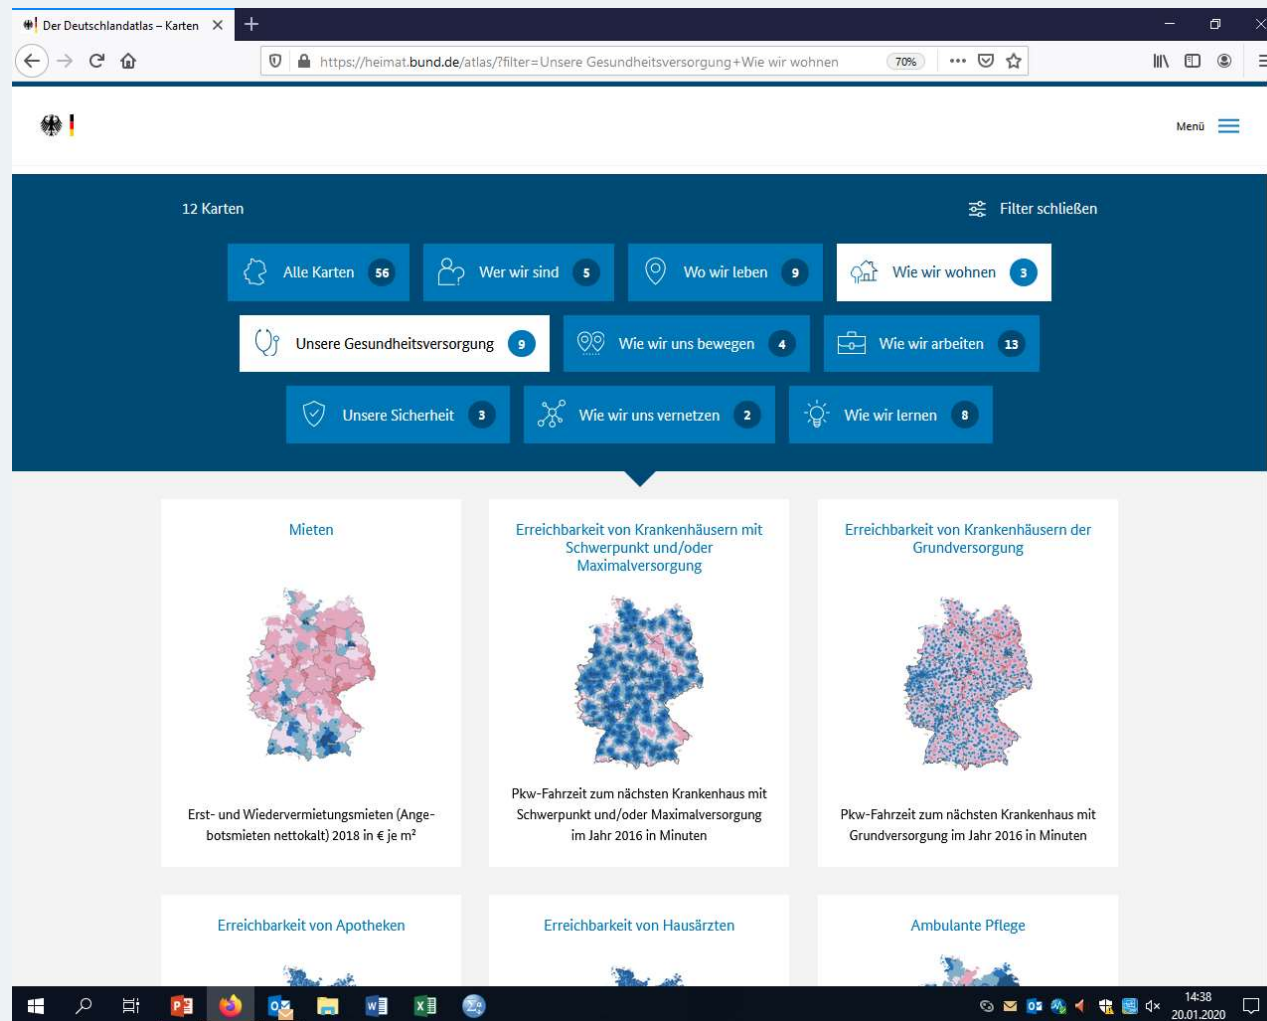 Der Deutschlandatlas – Karten
https://heimat.bund.de/atlas/?filter=Unsere Gesundheitsversorgung+Wie wir wohnen
70%
Menü
12 Karten
Filter schließen
Alle Karten 56
Wer wir sind 5
Wo wir leben 9
Wie wir wohnen 3
Unsere Gesundheitsversorgung 9
Wie wir uns bewegen 4
Wie wir arbeiten 13
Unsere Sicherheit 3
Wie wir uns vernetzen 2
Wie wir lernen 8
Mieten
Erst- und Wiedervermietungsmieten (Ange-
botsmieten nettokalt) 2018 in € je m²
Erreichbarkeit von Krankenhäusern mit
Schwerpunkt und/oder
Maximalversorgung
Pkw-Fahrzeit zum nächsten Krankenhaus mit
Schwerpunkt und/oder Maximalversorgung
im Jahr 2016 in Minuten
Erreichbarkeit von Krankenhäusern der
Grundversorgung
Pkw-Fahrzeit zum nächsten Krankenhaus mit
Grundversorgung im Jahr 2016 in Minuten
Erreichbarkeit von Apotheken
Erreichbarkeit von Hausärzten
Ambulante Pflege
14:38
20.01.2020